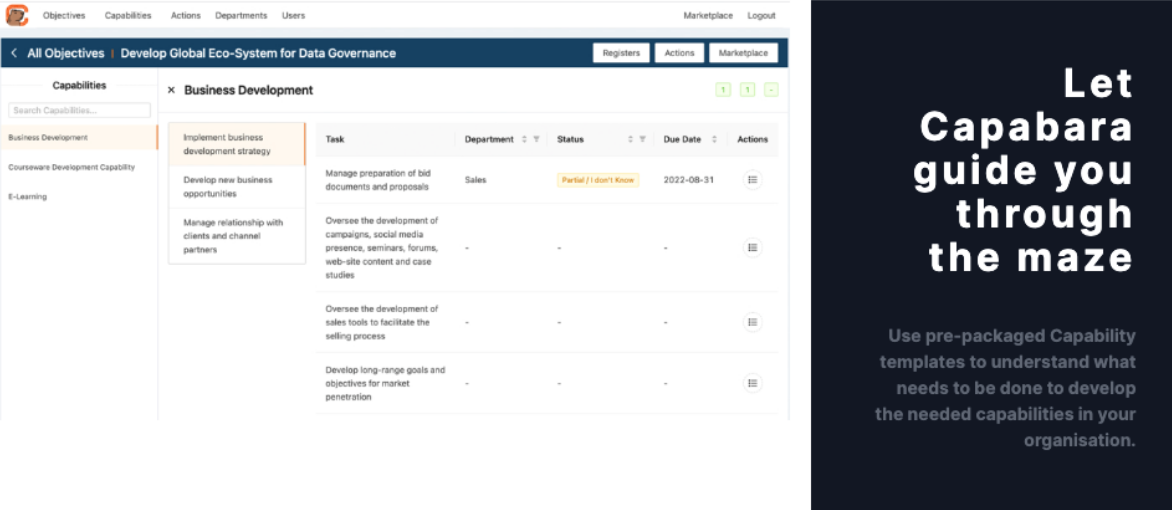 Objectives Capabilities Actions Departments Users Marketplace Logout
All Objectives | Develop Global Eco-System for Data Governance Registers Actions Marketplace
Capabilities
Search Capabilities...
Business Development
Courseware Development Capability
E-Learning
× Business Development 1 1 -
Implement business
development strategy
Develop new business
opportunities
Manage relationship with
clients and channel
partners
Task Department Status Due Date Actions
Manage preparation of bid
documents and proposals
Sales Partial / I don't Know 2022-08-31
Oversee the development of
campaigns, social media
presence, seminars, forums,
web-site content and case
studies
- - -
Oversee the development of
sales tools to facilitate the
selling process
- - -
Develop long-range goals and
objectives for market
penetration
- - -
Let
Capabara
guide you
through
the maze
Use pre-packaged Capability
templates to understand what
needs to be done to develop
the needed capabilities in your
organisation.